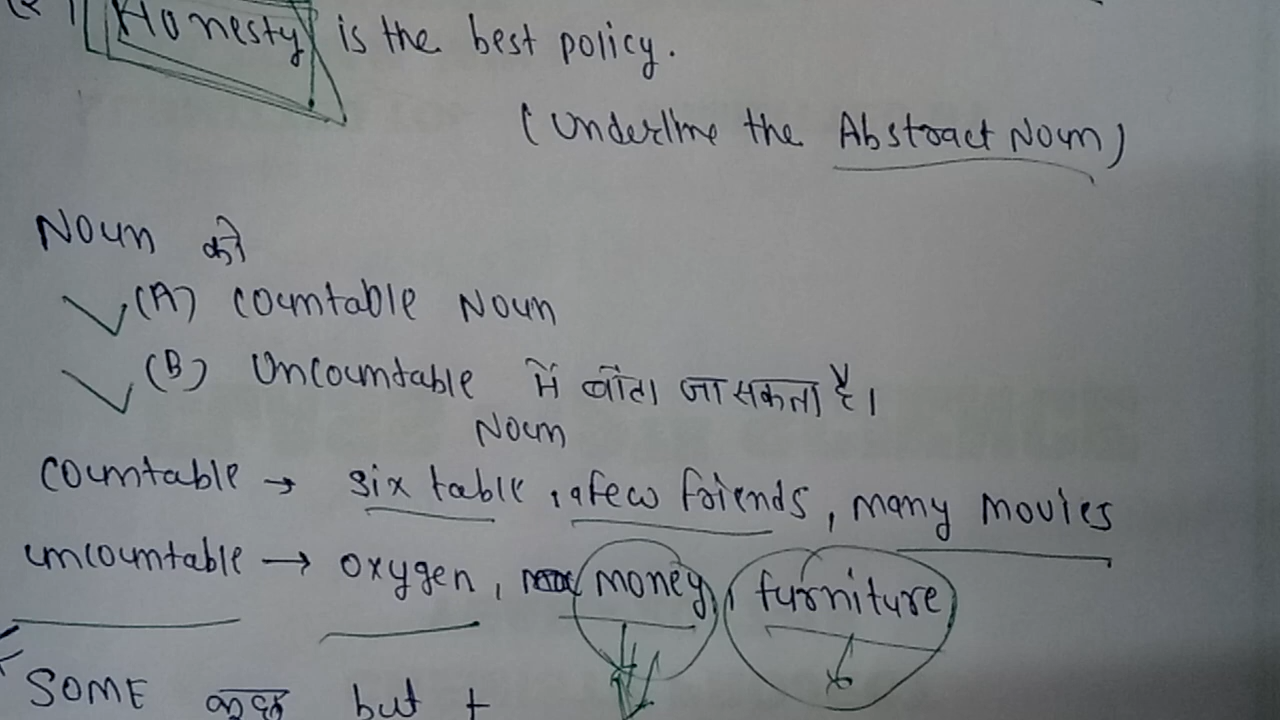 Honesty is the best policy.
(Underline the Abstract Noun)
Noun को
(A) Countable Noun
(B) Uncountable में बाँटा जा सकता है।
Noun
Countable → six table, a few friends, many movies
uncountable → oxygen, money, furniture
SOME कुछ but